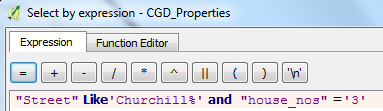 Select by expression - CGD_Properties
Expression Function Editor
= + - / * ^ || ( ) '\n'
"Street" Like'Churchill%' and "house_nos" ='3'